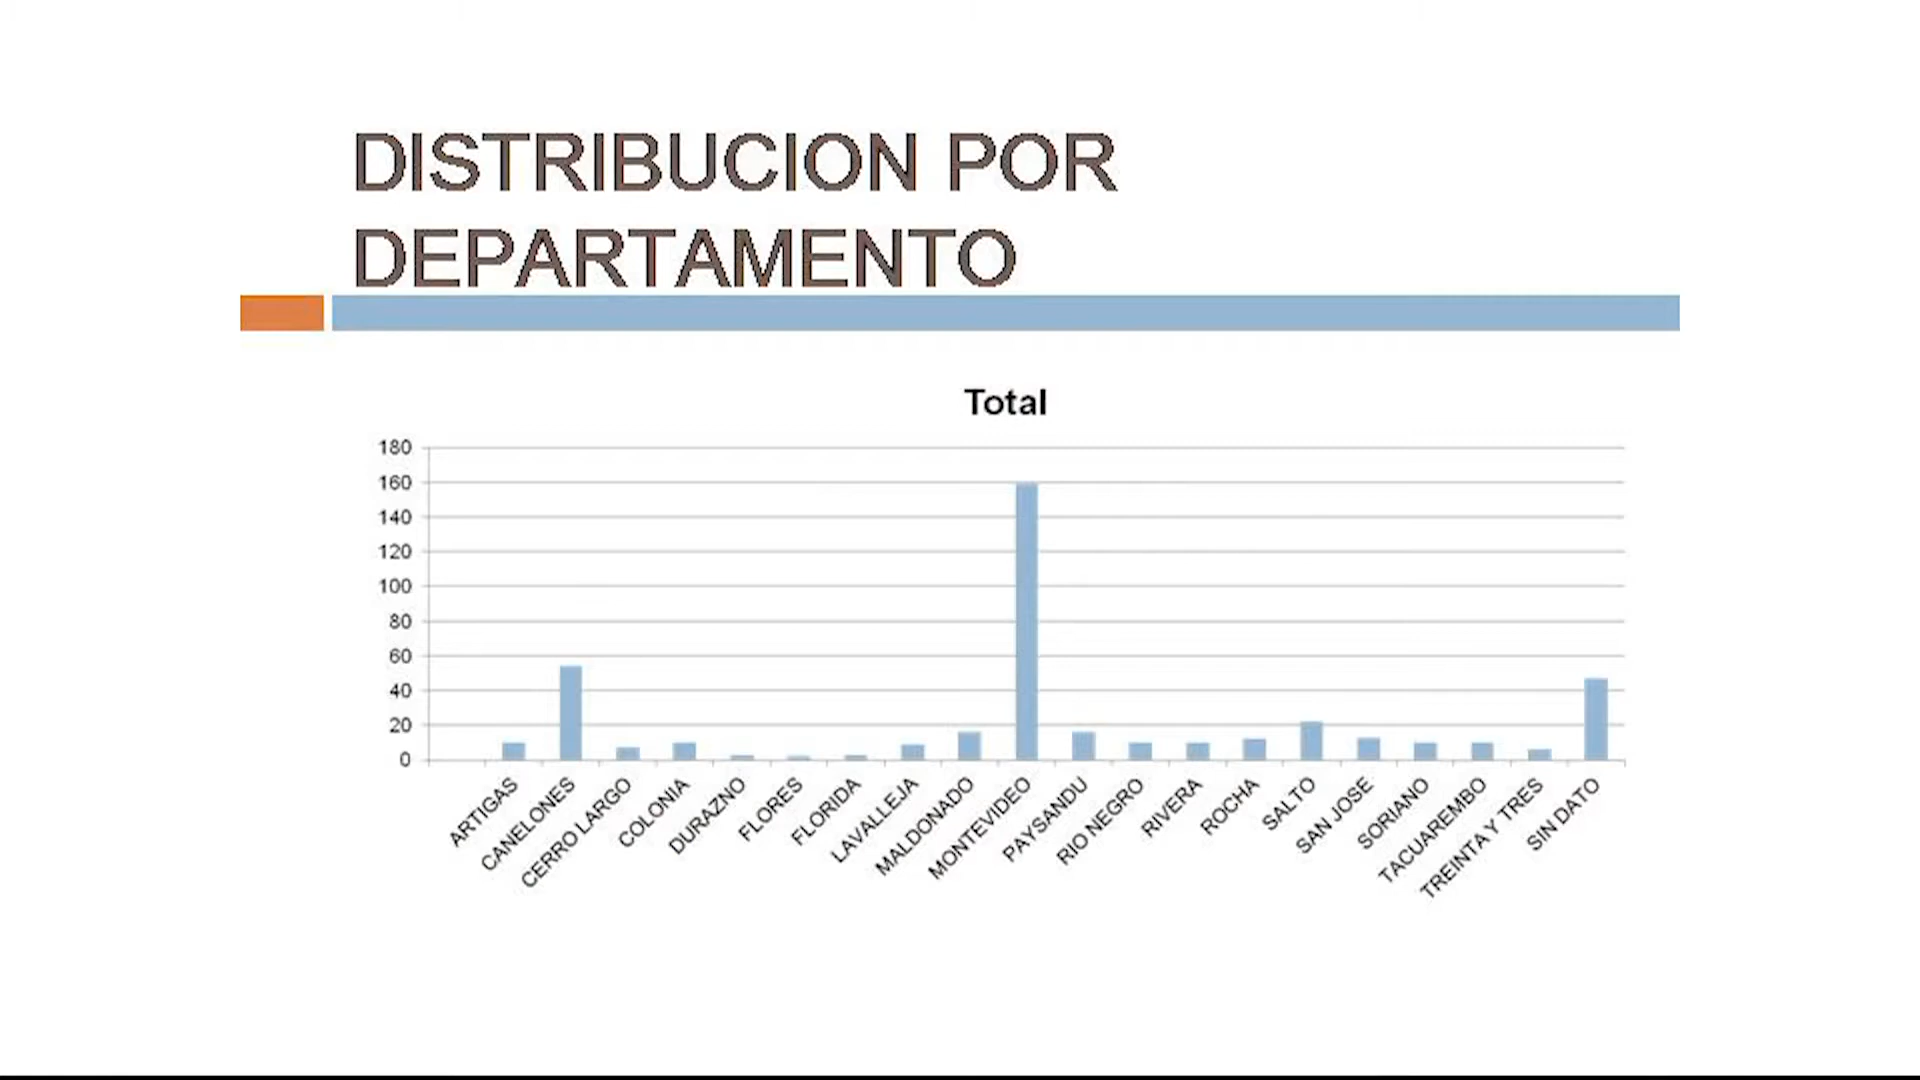 DISTRIBUCION POR
DEPARTAMENTO
Total
180
160
140
120
100
80
60
40
20
0
ARTIGAS
CANELONES
CERRO LARGO
COLONIA
DURAZNO
FLORES
FLORIDA
LAVALLEJA
MALDONADO
MONTEVIDEO
PAYSANDU
RIO NEGRO
RIVERA
ROCHA
SALTO
SAN JOSE
SORIANO
TACUAREMBO
TREINTA Y TRES
SIN DATO